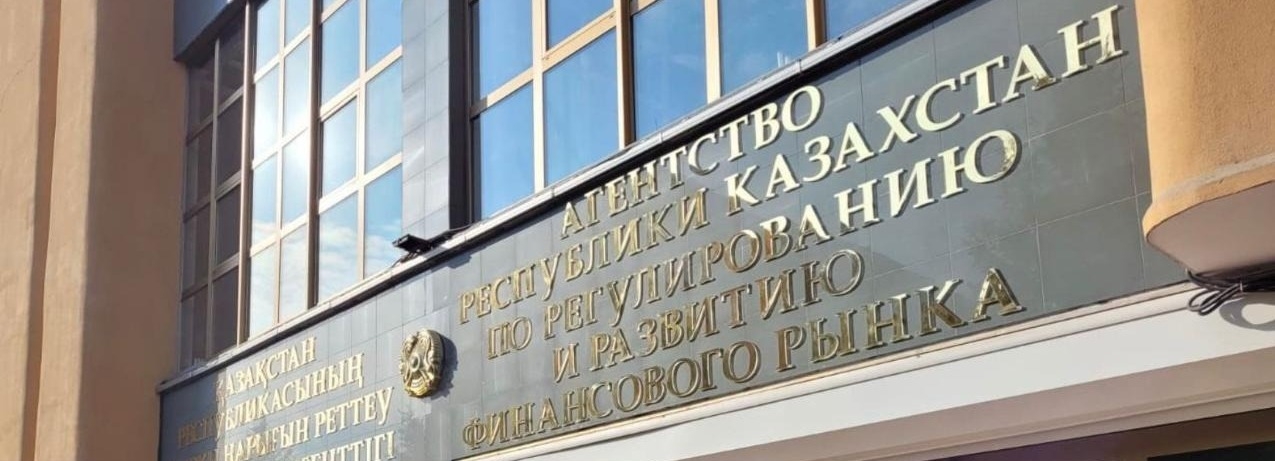 ҚАЗАҚСТАН
РЕСПУБЛИКАСЫНЫҢ
НАРЫҒЫН РЕТТЕУ
АГЕНТСТВО
РЕСПУБЛИКИ КАЗАХСТАН
ПО РЕГУЛИРОВАНИЮ
И РАЗВИТИЮ
ФИНАНСОВОГО РЫНКА